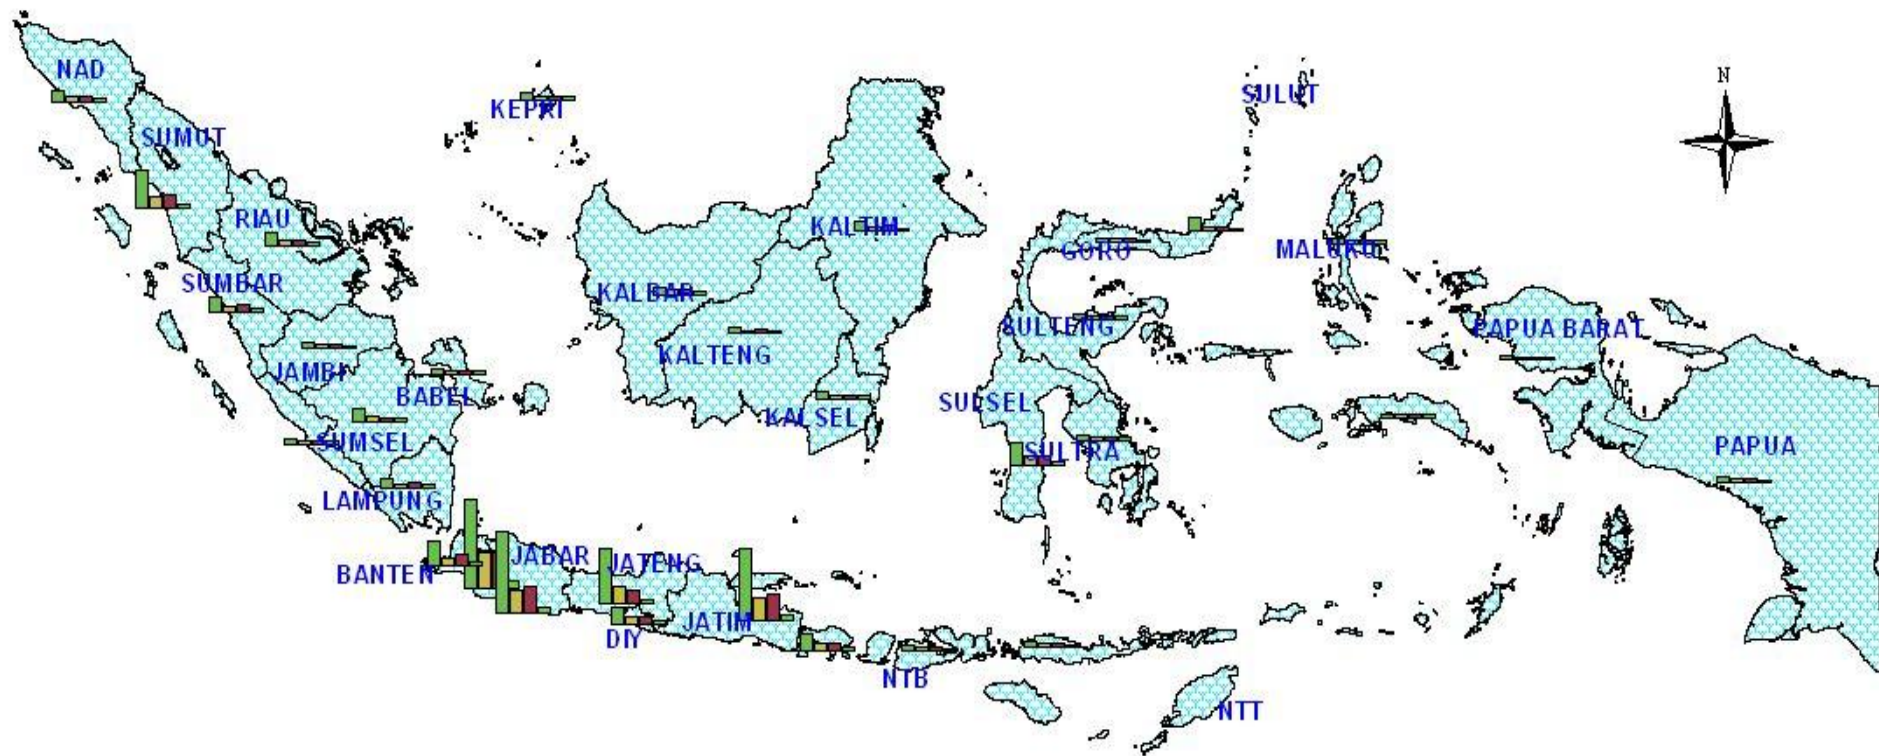 N
NAD
KEPRI
SULUT
SUMUT
RIAU
KALTIM
GORO
MALUKU
SUMBAR
KALBAR
SULTENG
PAPUA BARAT
JAMBI
KALTENG
BABEL
SULSEL
KALSEL
SUMSEL
SULTRA
PAPUA
LAMPUNG
BANTEN
JABAR
JATENG
DIY
JATIM
NTB
NTT